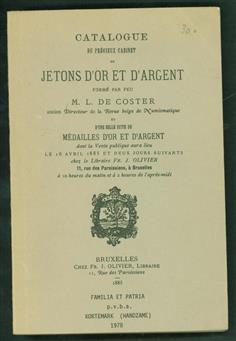 30-
CATALOGUE
DU PRÉCIEUX CABINET
DE
JETONS D'OR ET D'ARGENT
FORMÉ PAR FEU
M. L. DE COSTER
ancien Directeur de la Revue belge de Numismatique
ET
D'UNE BELLE SUITE DE
MÉDAILLES D'OR ET D'ARGENT
dont la Vente publique aura lieu
LE 16 AVRIL 1885 ET DEUX JOURS SUIVANTS
chez le Libraire FR. J. OLIVIER
11, rue des Paroissiens, à Bruxelles
à 10 heures du matin et à 2 heures de l'après-midi
BRUXELLES
CHEZ FR. J. OLIVIER, LIBRAIRE
11, Rue des Paroissiens
1885
FAMILIA ET PATRIA
p.v.b.a.
KORTEMARK (HANDZAME)
1978